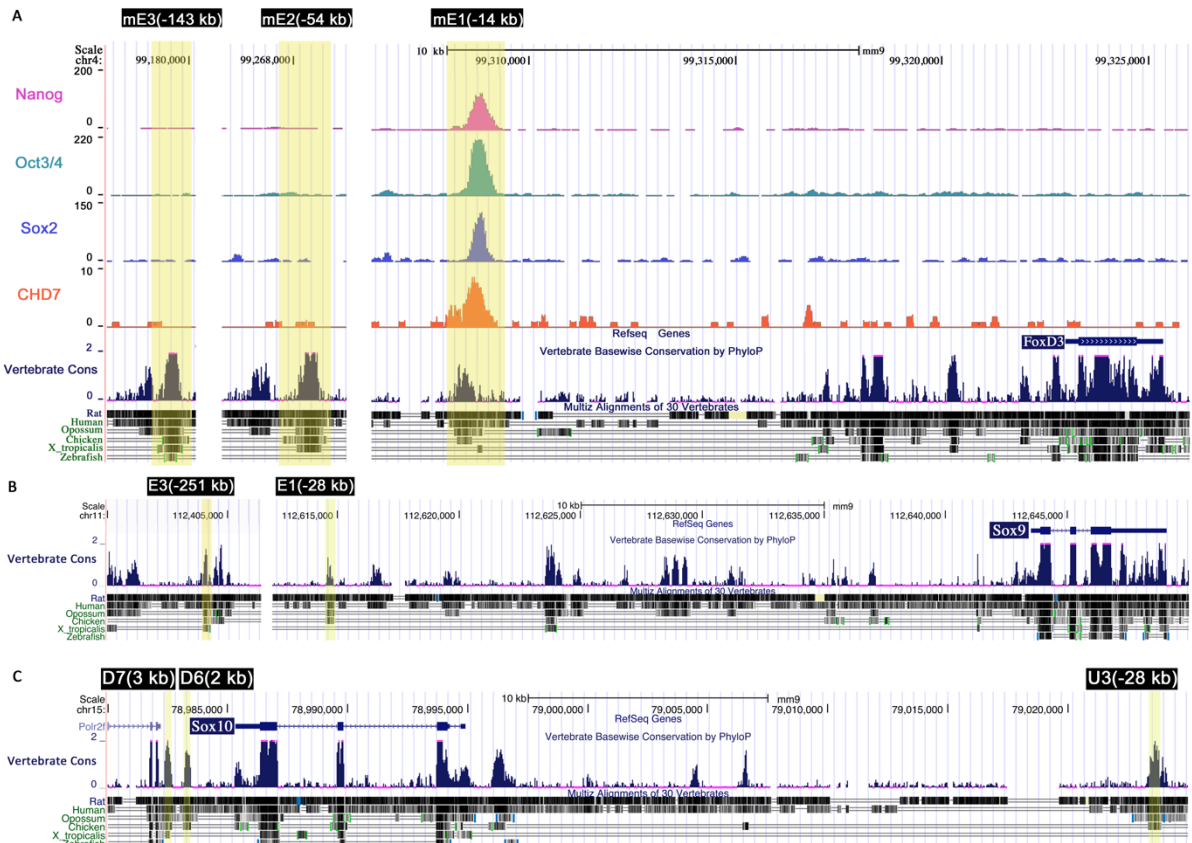 A
mE3(-143 kb) mE2(-54 kb) mE1(-14 kb)
Scale 10 kb mm9
chr4: 99,180,000 99,268,000 99,310,000 99,315,000 99,320,000 99,325,000
200
Nanog
0
220
Oct3/4
0
150
Sox2
0
10
CHD7
0
Refseq Genes
FoxD3
2
Vertebrate Basewise Conservation by PhyloP
Vertebrate Cons
0
Multiz Alignments of 30 Vertebrates
Rat
Human
Opossum
Chicken
X_tropicalis
Zebrafish
B
E3(-251 kb) E1(-28 kb)
Scale 10 kb mm9
chr11: 112,405,000 112,615,000 112,620,000 112,625,000 112,630,000 112,635,000 112,640,000 112,645,000
RefSeq Genes
Sox9
2
Vertebrate Basewise Conservation by PhyloP
Vertebrate Cons
0
Multiz Alignments of 30 Vertebrates
Rat
Human
Opossum
Chicken
X_tropicalis
Zebrafish
C
D7(3 kb) D6(2 kb) U3(-28 kb)
Scale 10 kb mm9
chr15: 78,985,000 78,990,000 78,995,000 79,000,000 79,005,000 79,010,000 79,015,000 79,020,000
RefSeq Genes
Polr2f
Sox10
2
Vertebrate Basewise Conservation by PhyloP
Vertebrate Cons
0
Multiz Alignments of 30 Vertebrates
Rat
Human
Opossum
Chicken
X_tropicalis
Zebrafish